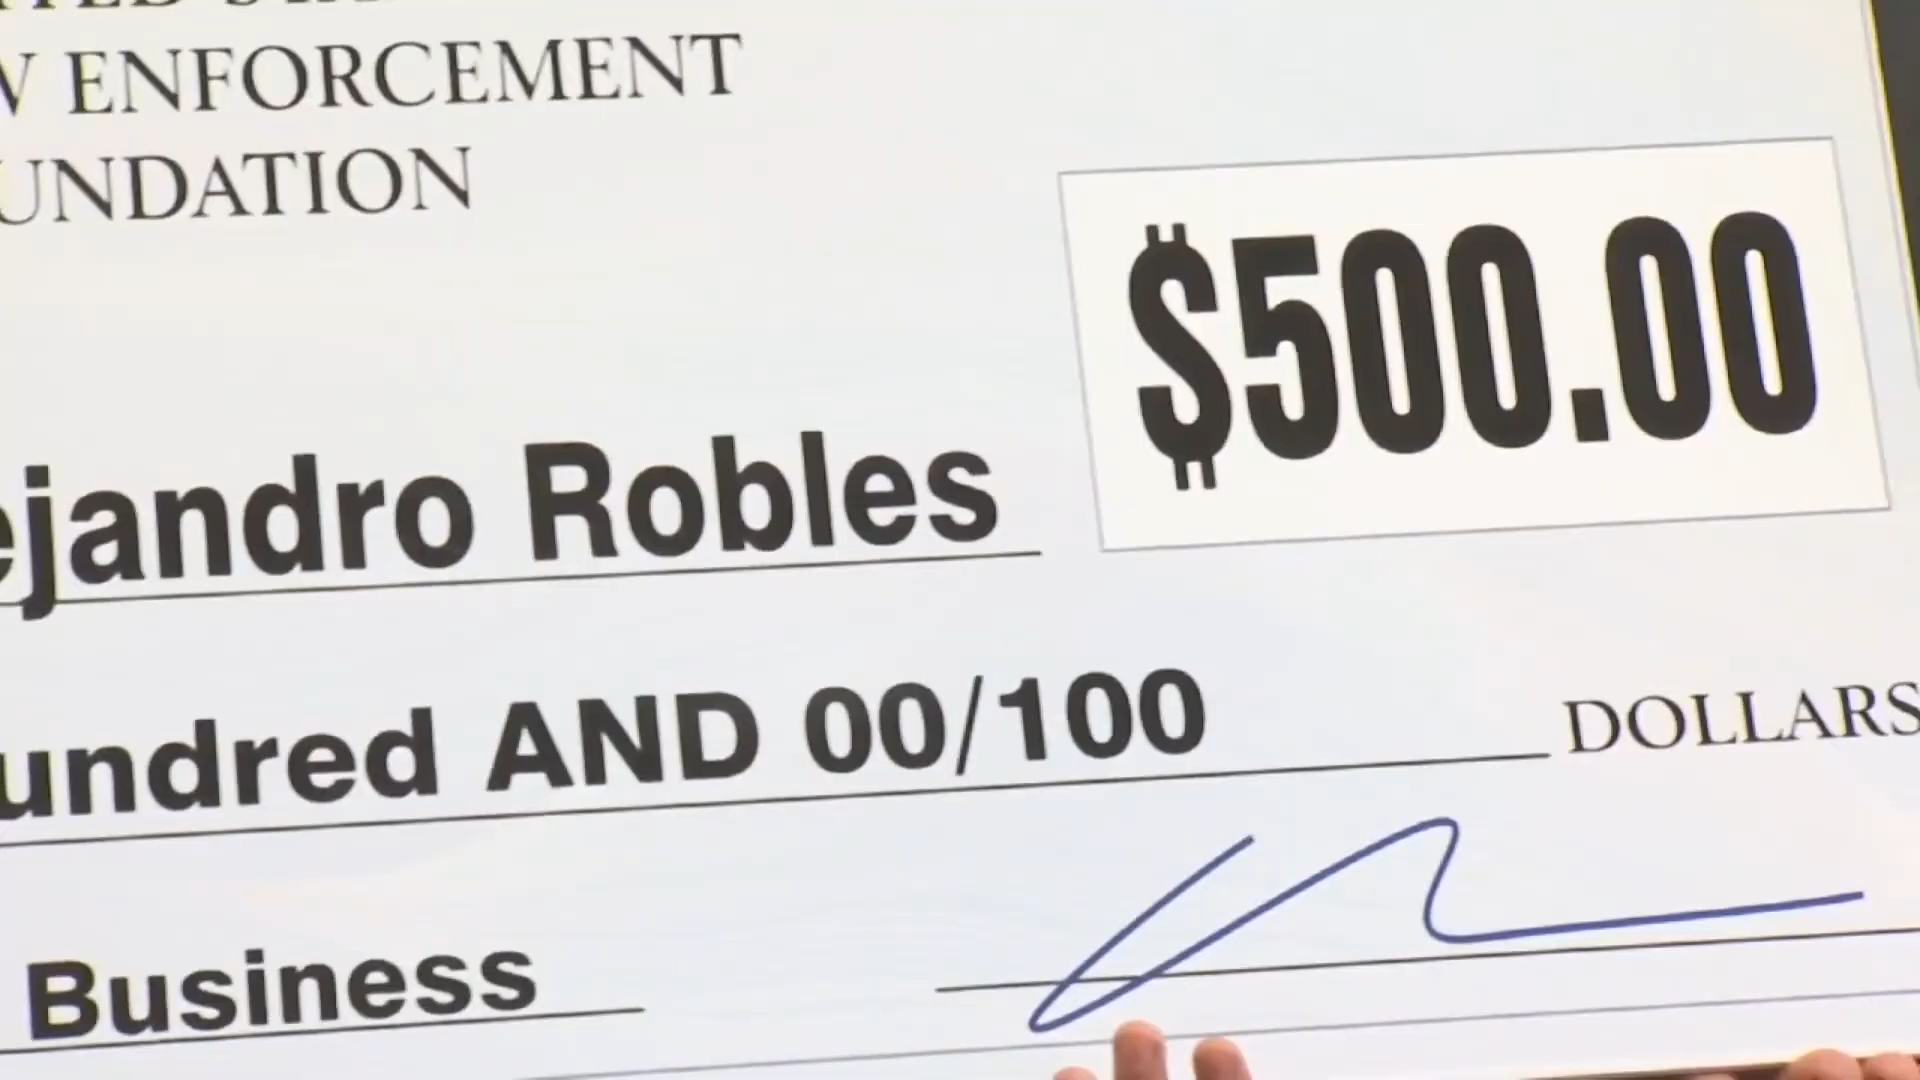 ENFORCEMENT
UNDATION
$500.00
ejandro Robles
undred AND 00/100
DOLLARS
Business